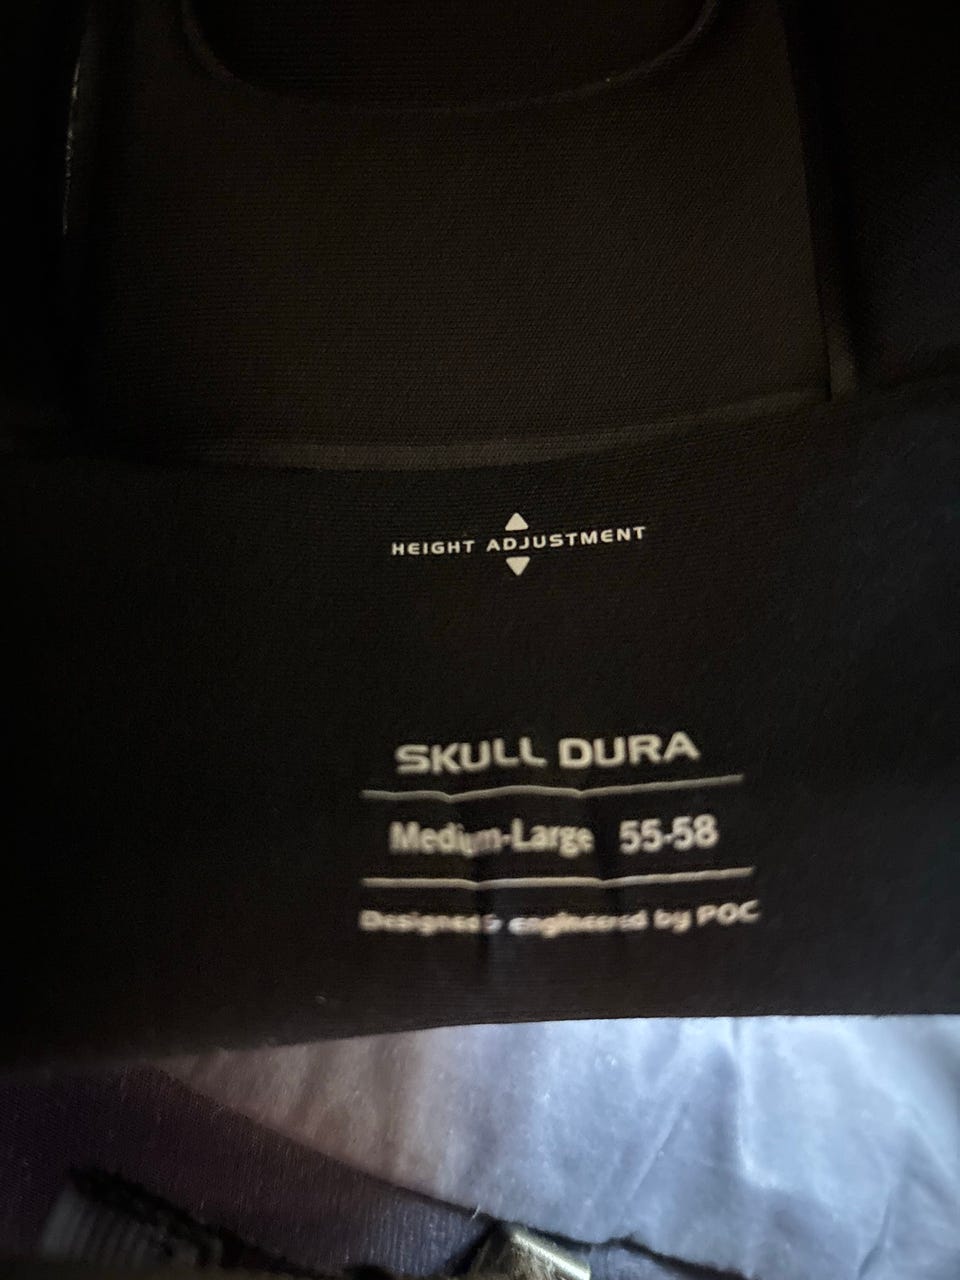 HEIGHT ADJUSTMENT
SKULL DURA
Medium-Large 55-58
Designed & engineered by POC